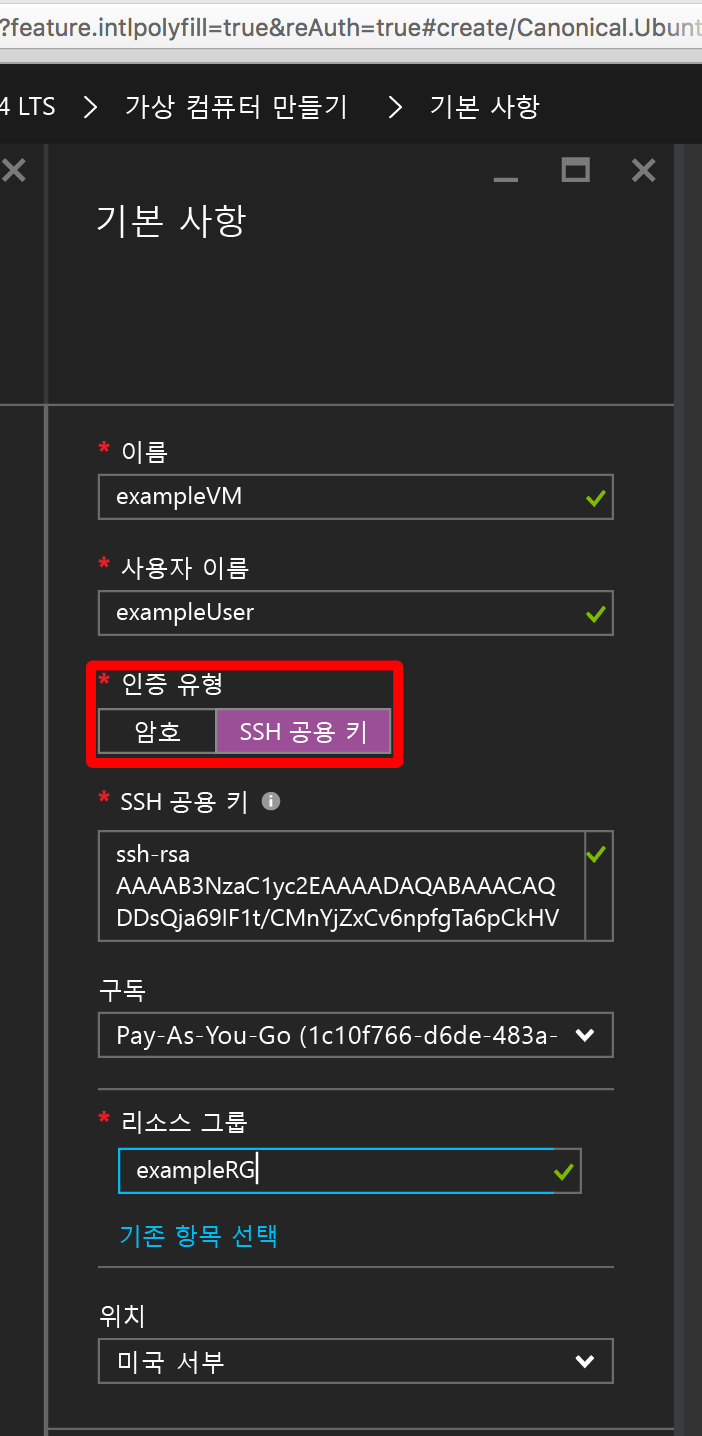 ?feature.intlpolyfill=true&reAuth=true#create/Canonical.Ubunt
4 LTS > 가상 컴퓨터 만들기 > 기본 사항
기본 사항
* 이름
exampleVM
* 사용자 이름
exampleUser
* 인증 유형
암호 SSH 공용 키
* SSH 공용 키
ssh-rsa
AAAAB3NzaC1yc2EAAAADAQABAAACAQ
DDsQja69IF1t/CMnYjZxCv6npfgTa6pCkHV
구독
Pay-As-You-Go (1c10f766-d6de-483a-
* 리소스 그룹
exampleRG
기존 항목 선택
위치
미국 서부